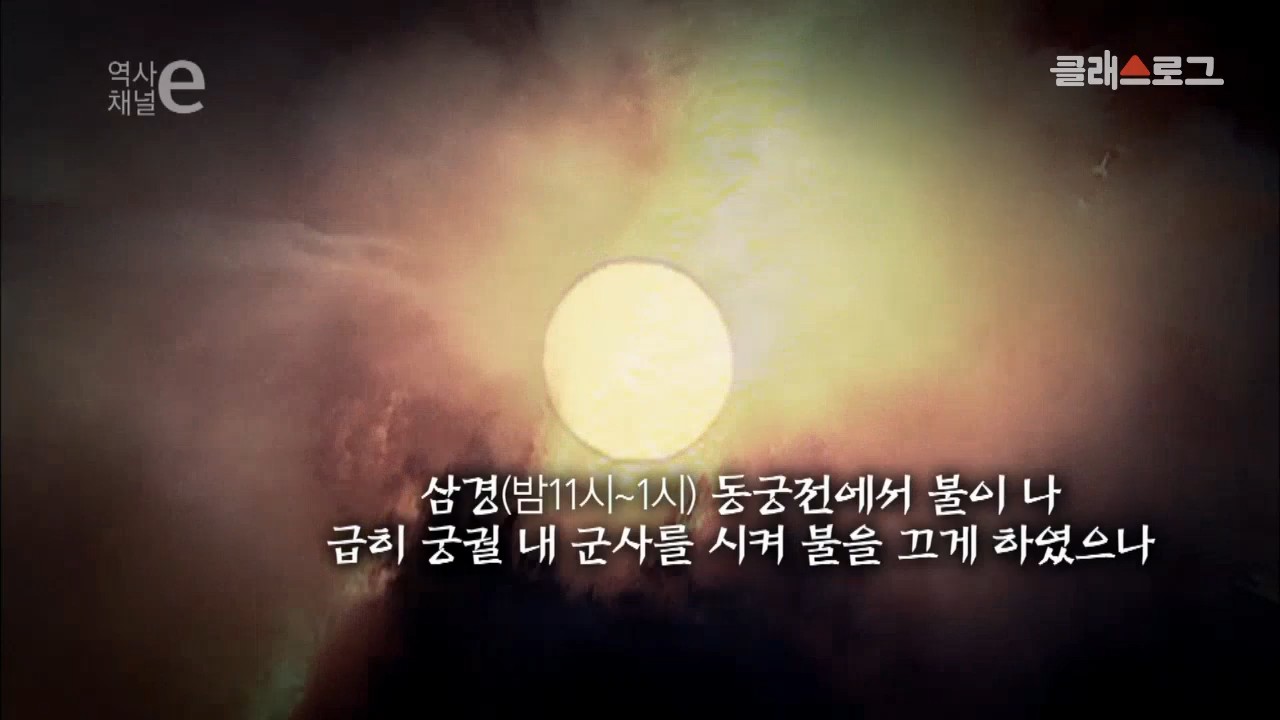 역사
채널e
클래스로그
삼경(밤11시~1시) 동궁전에서 불이 나
급히 궁궐 내 군사를 시켜 불을 끄게 하였으나